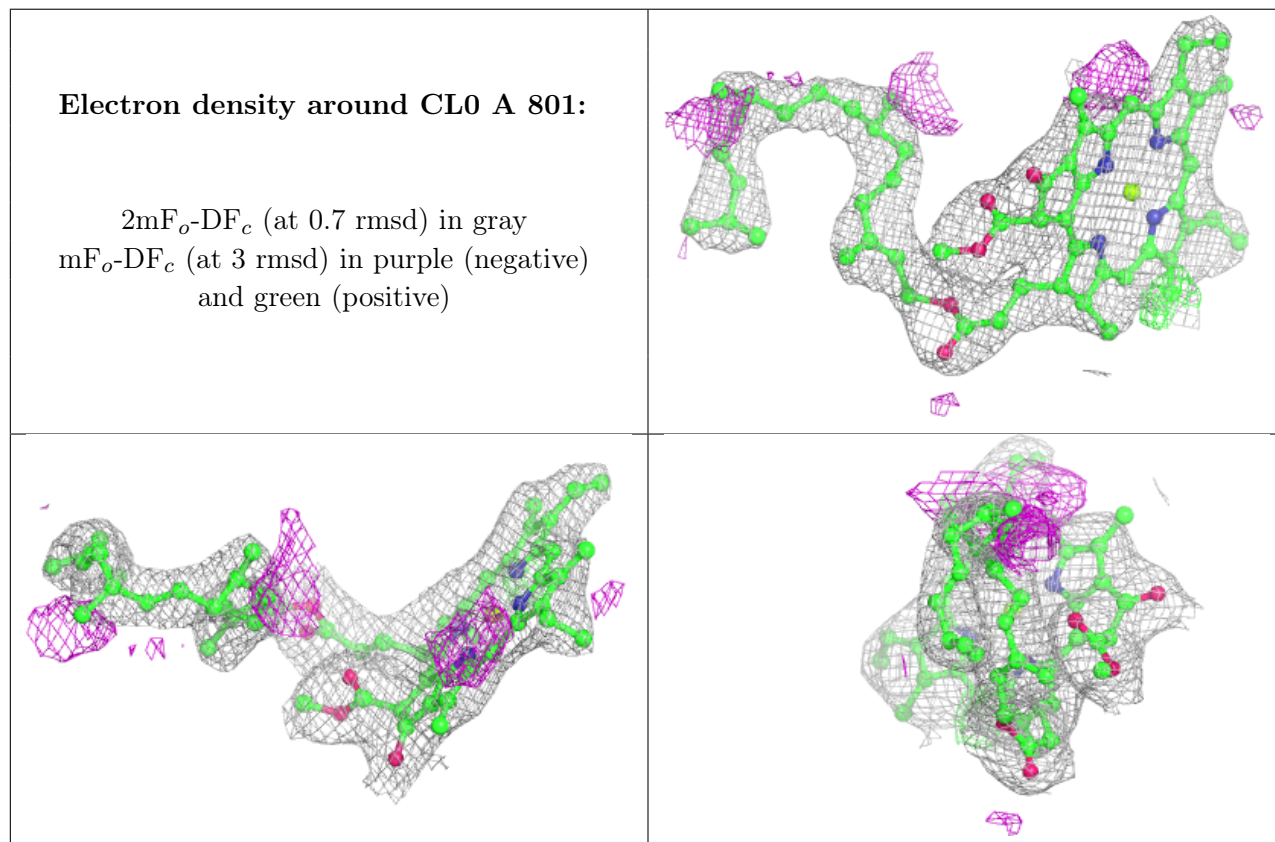 Electron density around CL0 A 801:
2mFₒ-DF𝒸 (at 0.7 rmsd) in gray
mFₒ-DF𝒸 (at 3 rmsd) in purple (negative)
and green (positive)